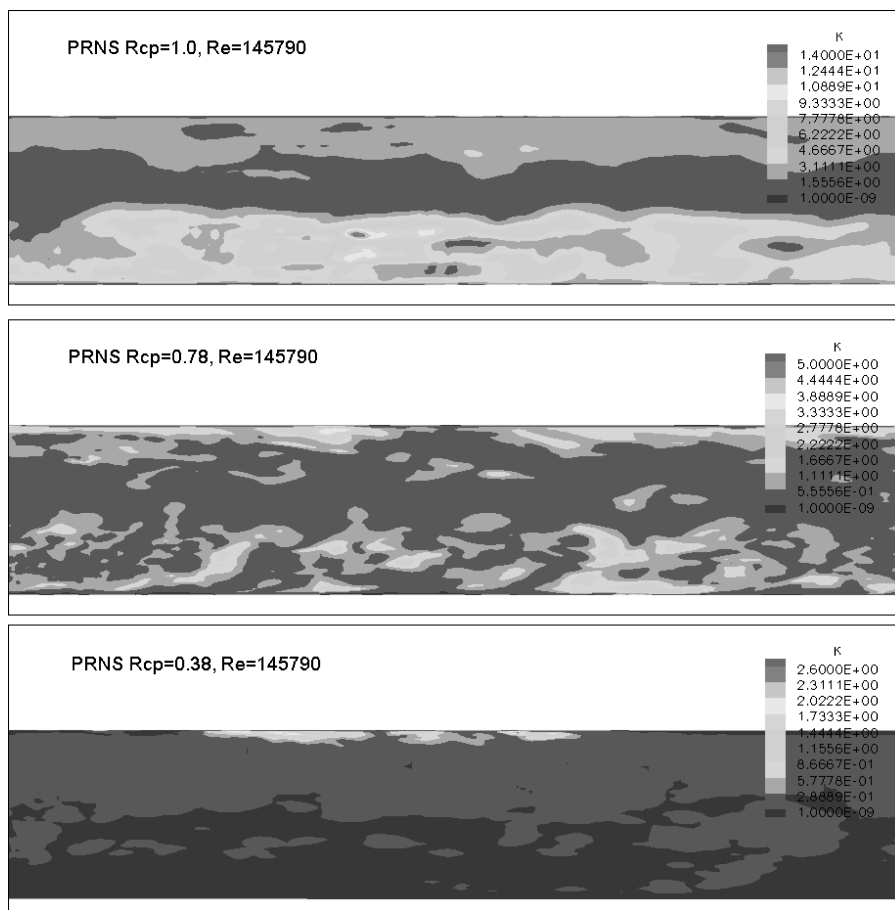 PRNS Rcp=1.0, Re=145790
K
1.4000E+01
1.2444E+01
1.0889E+01
9.3333E+00
7.7778E+00
6.2222E+00
4.6667E+00
3.1111E+00
1.5556E+00
1.0000E-09
PRNS Rcp=0.78, Re=145790
K
5.0000E+00
4.4444E+00
3.8889E+00
3.3333E+00
2.7778E+00
2.2222E+00
1.6667E+00
1.1111E+00
5.5556E-01
1.0000E-09
PRNS Rcp=0.38, Re=145790
K
2.6000E+00
2.3111E+00
2.0222E+00
1.7333E+00
1.4444E+00
1.1556E+00
8.6667E-01
5.7778E-01
2.8889E-01
1.0000E-09